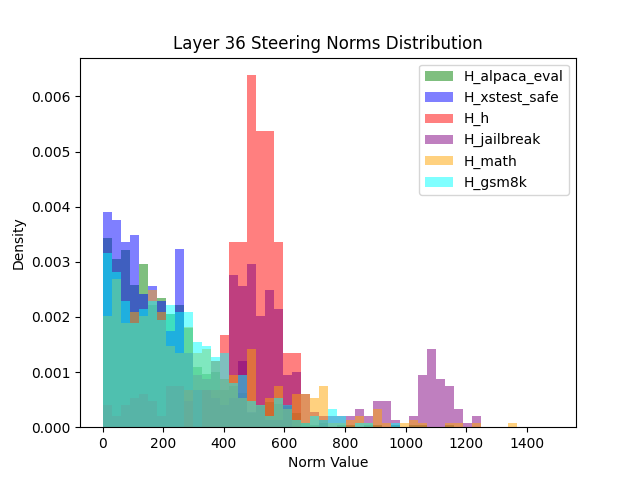 Layer 36 Steering Norms Distribution
H_alpaca_eval
H_xstest_safe
H_h
H_jailbreak
H_math
H_gsm8k
0.006
0.005
0.004
0.003
0.002
0.001
0.000
Density
0 200 400 600 800 1000 1200 1400
Norm Value